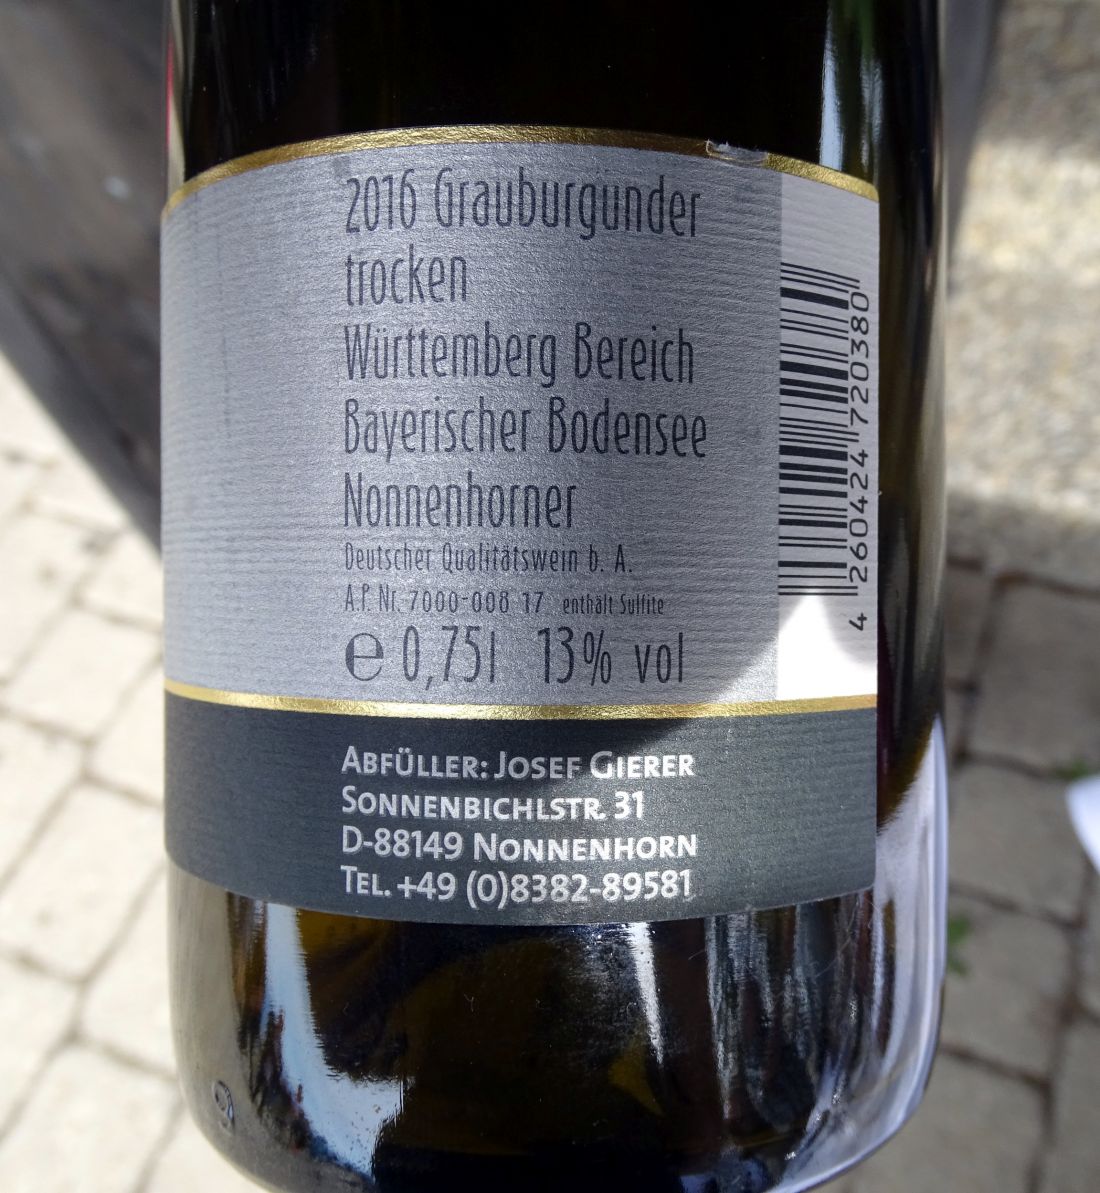 2016 Grauburgunder
trocken
Württemberg Bereich
Bayerischer Bodensee
Nonnenhorner
Deutscher Qualitätswein b. A.
A.P. Nr. 7000-008 17 enthält Sulfite
e 0,75l 13% vol
ABFÜLLER: JOSEF GIERER
SONNENBICHLSTR. 31
D-88149 NONNENHORN
TEL. +49 (0)8382-89581
4 260424 720380